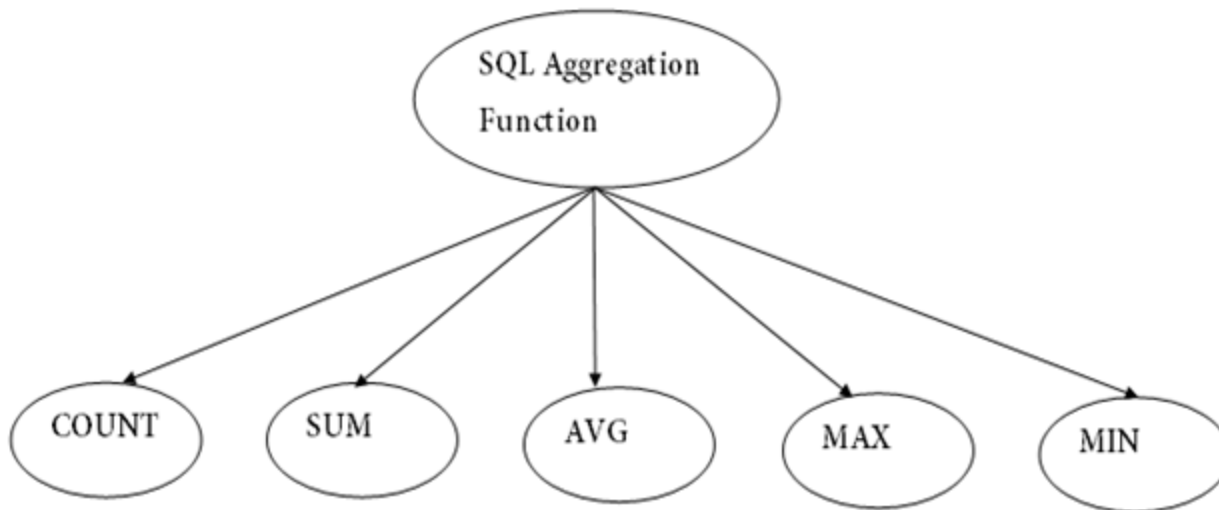 SQL Aggregation
Function
COUNT
SUM
AVG
MAX
MIN